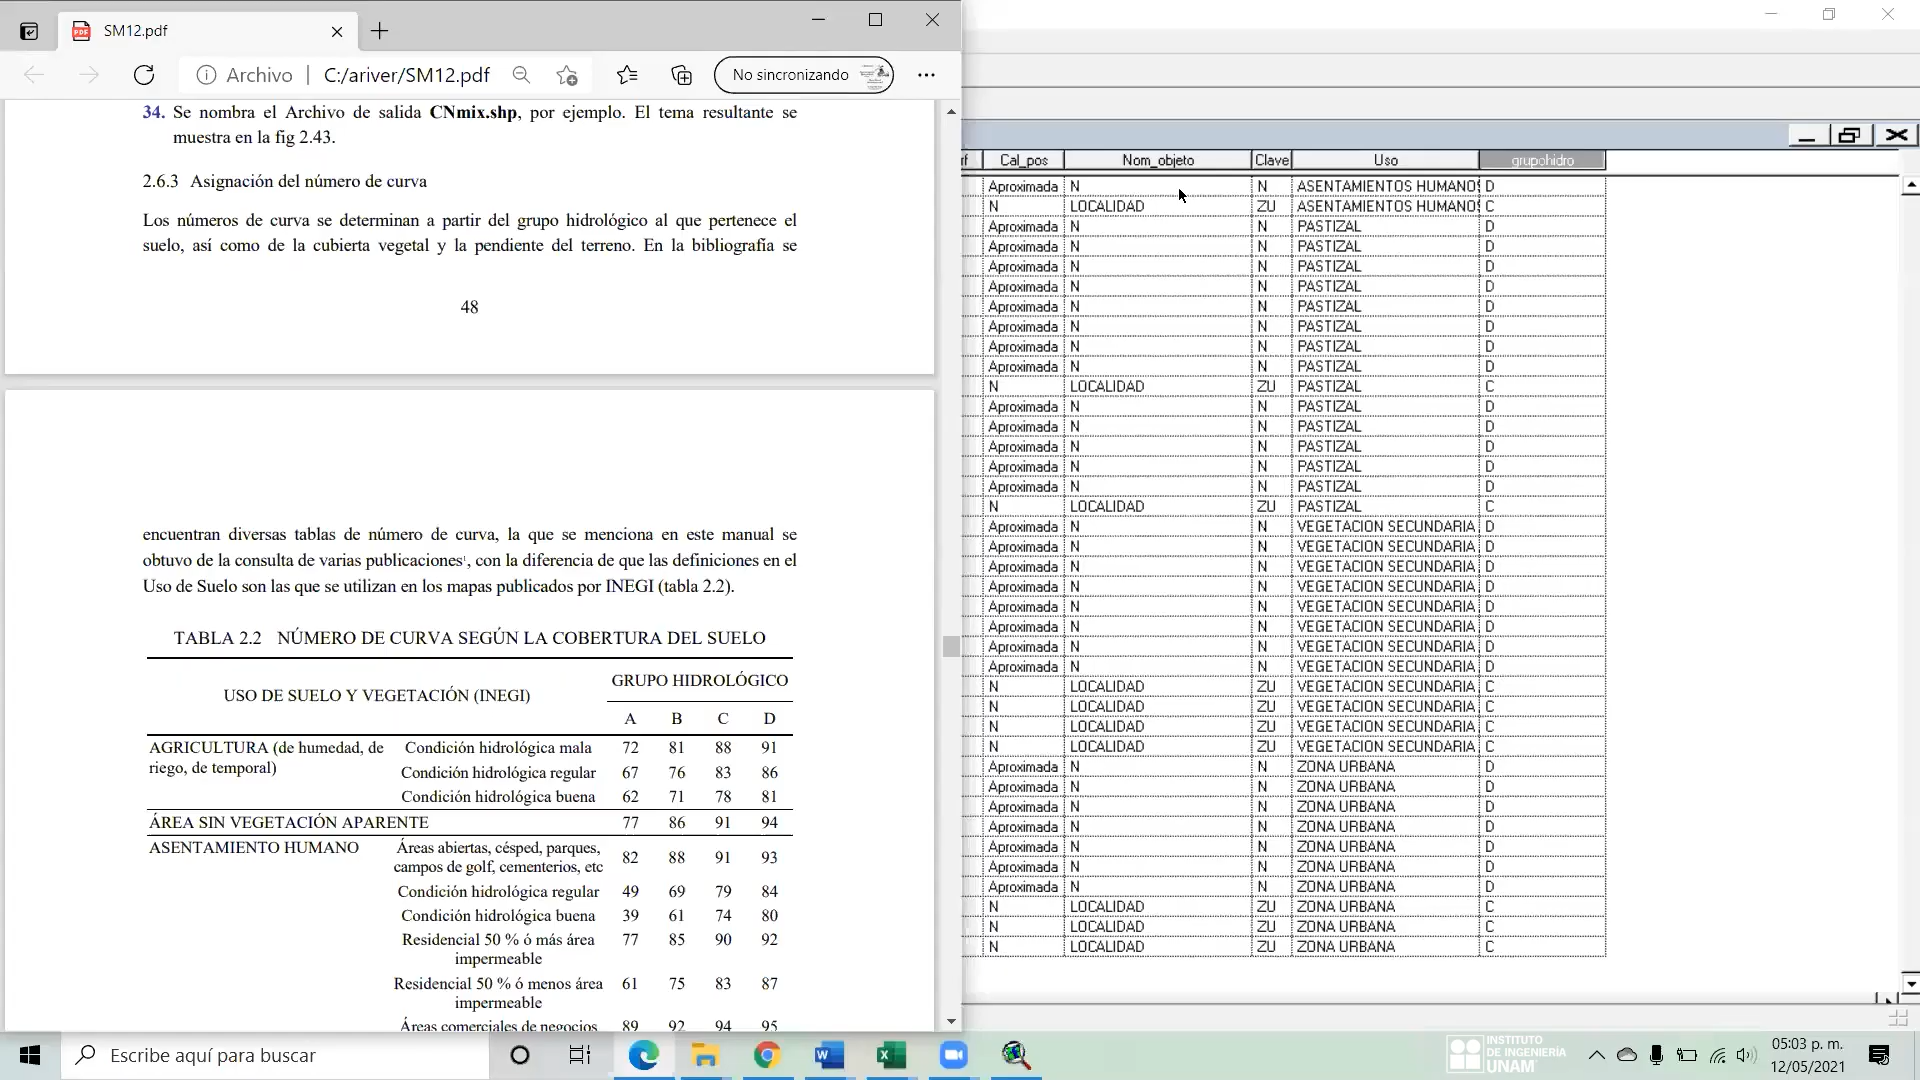 SM12.pdf
Archivo | C:/ariver/SM12.pdf
No sincronizando
34. Se nombra el Archivo de salida CNmix.shp, por ejemplo. El tema resultante se
muestra en la fig 2.43.
2.6.3 Asignación del número de curva
Los números de curva se determinan a partir del grupo hidrológico al que pertenece el
suelo, así como de la cubierta vegetal y la pendiente del terreno. En la bibliografía se
48
encuentran diversas tablas de número de curva, la que se menciona en este manual se
obtuvo de la consulta de varias publicaciones¹, con la diferencia de que las definiciones en el
Uso de Suelo son las que se utilizan en los mapas publicados por INEGI (tabla 2.2).
TABLA 2.2 NÚMERO DE CURVA SEGÚN LA COBERTURA DEL SUELO
USO DE SUELO Y VEGETACIÓN (INEGI)
GRUPO HIDROLÓGICO
A B C D
AGRICULTURA (de humedad, de
riego, de temporal)
Condición hidrológica mala 72 81 88 91
Condición hidrológica regular 67 76 83 86
Condición hidrológica buena 62 71 78 81
ÁREA SIN VEGETACIÓN APARENTE 77 86 91 94
ASENTAMIENTO HUMANO
Áreas abiertas, césped, parques,
campos de golf, cementerios, etc 82 88 91 93
Condición hidrológica regular 49 69 79 84
Condición hidrológica buena 39 61 74 80
Residencial 50 % ó más área
impermeable 77 85 90 92
Residencial 50 % ó menos área
impermeable 61 75 83 87
Áreas comerciales de negocios 89 92 94 95
rf Cal_pos Nom_objeto Clave Uso grupohidro
Aproximada N N ASENTAMIENTOS HUMANOS D
N LOCALIDAD ZU ASENTAMIENTOS HUMANOS C
Aproximada N N PASTIZAL D
Aproximada N N PASTIZAL D
Aproximada N N PASTIZAL D
Aproximada N N PASTIZAL D
Aproximada N N PASTIZAL D
Aproximada N N PASTIZAL D
Aproximada N N PASTIZAL D
Aproximada N N PASTIZAL D
N LOCALIDAD ZU PASTIZAL C
Aproximada N N PASTIZAL D
Aproximada N N PASTIZAL D
Aproximada N N PASTIZAL D
Aproximada N N PASTIZAL D
Aproximada N N PASTIZAL D
N LOCALIDAD ZU PASTIZAL C
Aproximada N N VEGETACION SECUNDARIA D
Aproximada N N VEGETACION SECUNDARIA D
Aproximada N N VEGETACION SECUNDARIA D
Aproximada N N VEGETACION SECUNDARIA D
Aproximada N N VEGETACION SECUNDARIA D
Aproximada N N VEGETACION SECUNDARIA D
Aproximada N N VEGETACION SECUNDARIA D
Aproximada N N VEGETACION SECUNDARIA D
N LOCALIDAD ZU VEGETACION SECUNDARIA C
N LOCALIDAD ZU VEGETACION SECUNDARIA C
N LOCALIDAD ZU VEGETACION SECUNDARIA C
N LOCALIDAD ZU VEGETACION SECUNDARIA C
Aproximada N N ZONA URBANA D
Aproximada N N ZONA URBANA D
Aproximada N N ZONA URBANA D
Aproximada N N ZONA URBANA D
Aproximada N N ZONA URBANA D
Aproximada N N ZONA URBANA D
Aproximada N N ZONA URBANA D
N LOCALIDAD ZU ZONA URBANA C
N LOCALIDAD ZU ZONA URBANA C
N LOCALIDAD ZU ZONA URBANA C
Escribe aquí para buscar
INSTITUTO
DE INGENIERÍA
UNAM
05:03 p. m.
12/05/2021